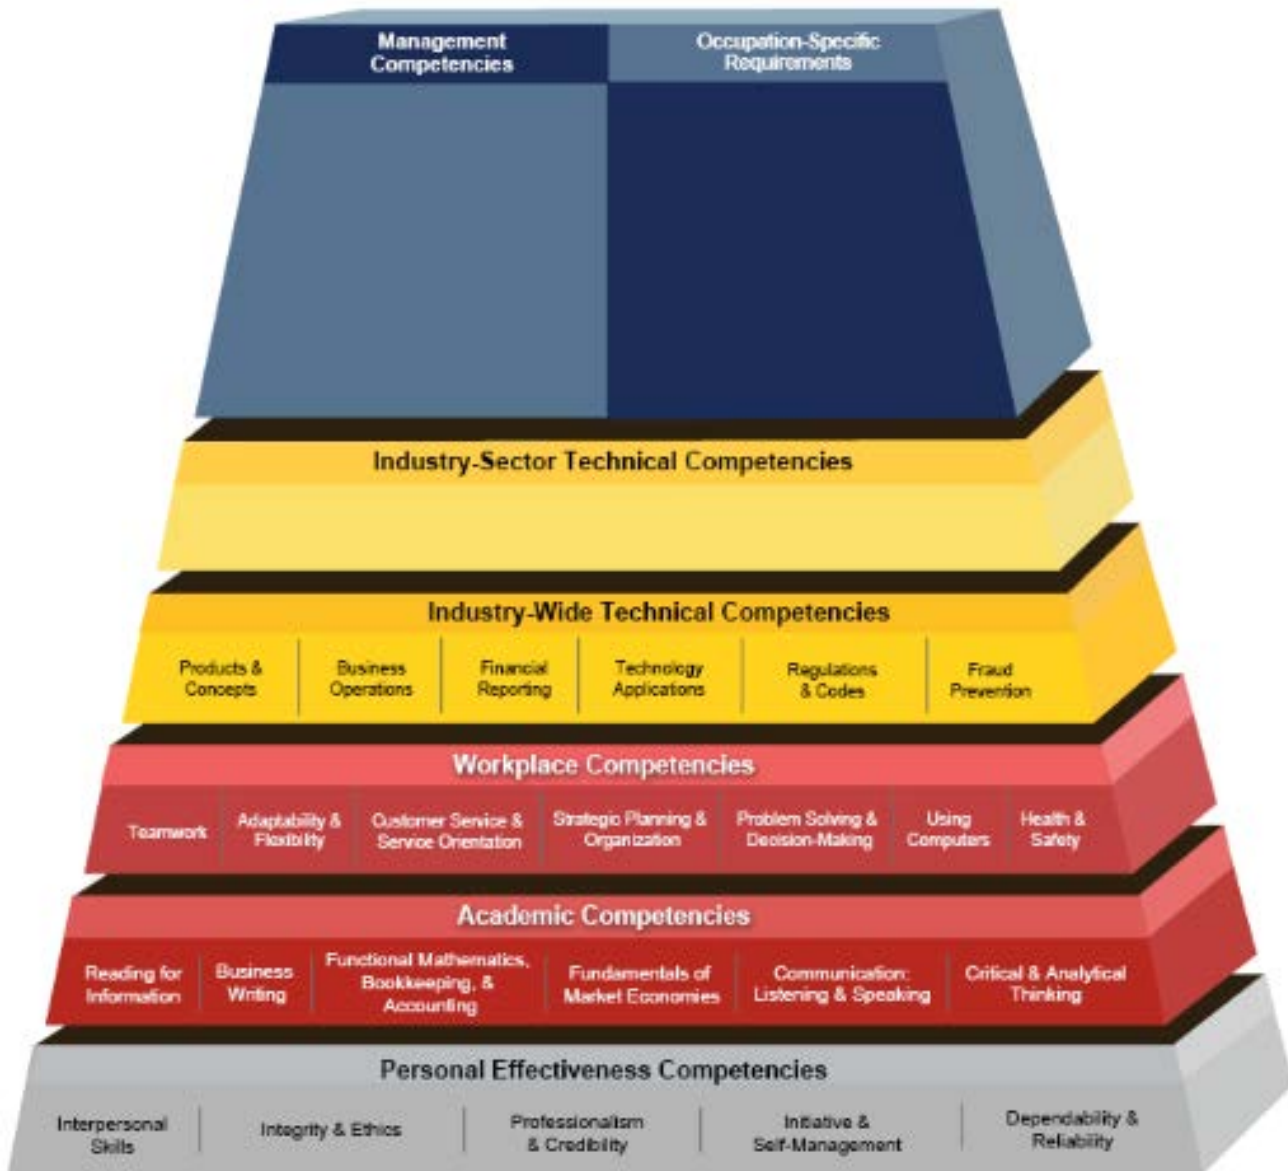 Management
Competencies
Occupation-Specific
Requirements
Industry-Sector Technical Competencies
Industry-Wide Technical Competencies
Products &
Concepts
Business
Operations
Financial
Reporting
Technology
Applications
Regulations
& Codes
Fraud
Prevention
Workplace Competencies
Teamwork
Adaptability &
Flexibility
Customer Service &
Service Orientation
Strategic Planning &
Organization
Problem Solving &
Decision-Making
Using
Computers
Health &
Safety
Academic Competencies
Reading for
Information
Business
Writing
Functional Mathematics,
Bookkeeping, &
Accounting
Fundamentals of
Market Economies
Communication:
Listening & Speaking
Critical & Analytical
Thinking
Personal Effectiveness Competencies
Interpersonal
Skills
Integrity & Ethics
Professionalism
& Credibility
Initiative &
Self-Management
Dependability &
Reliability